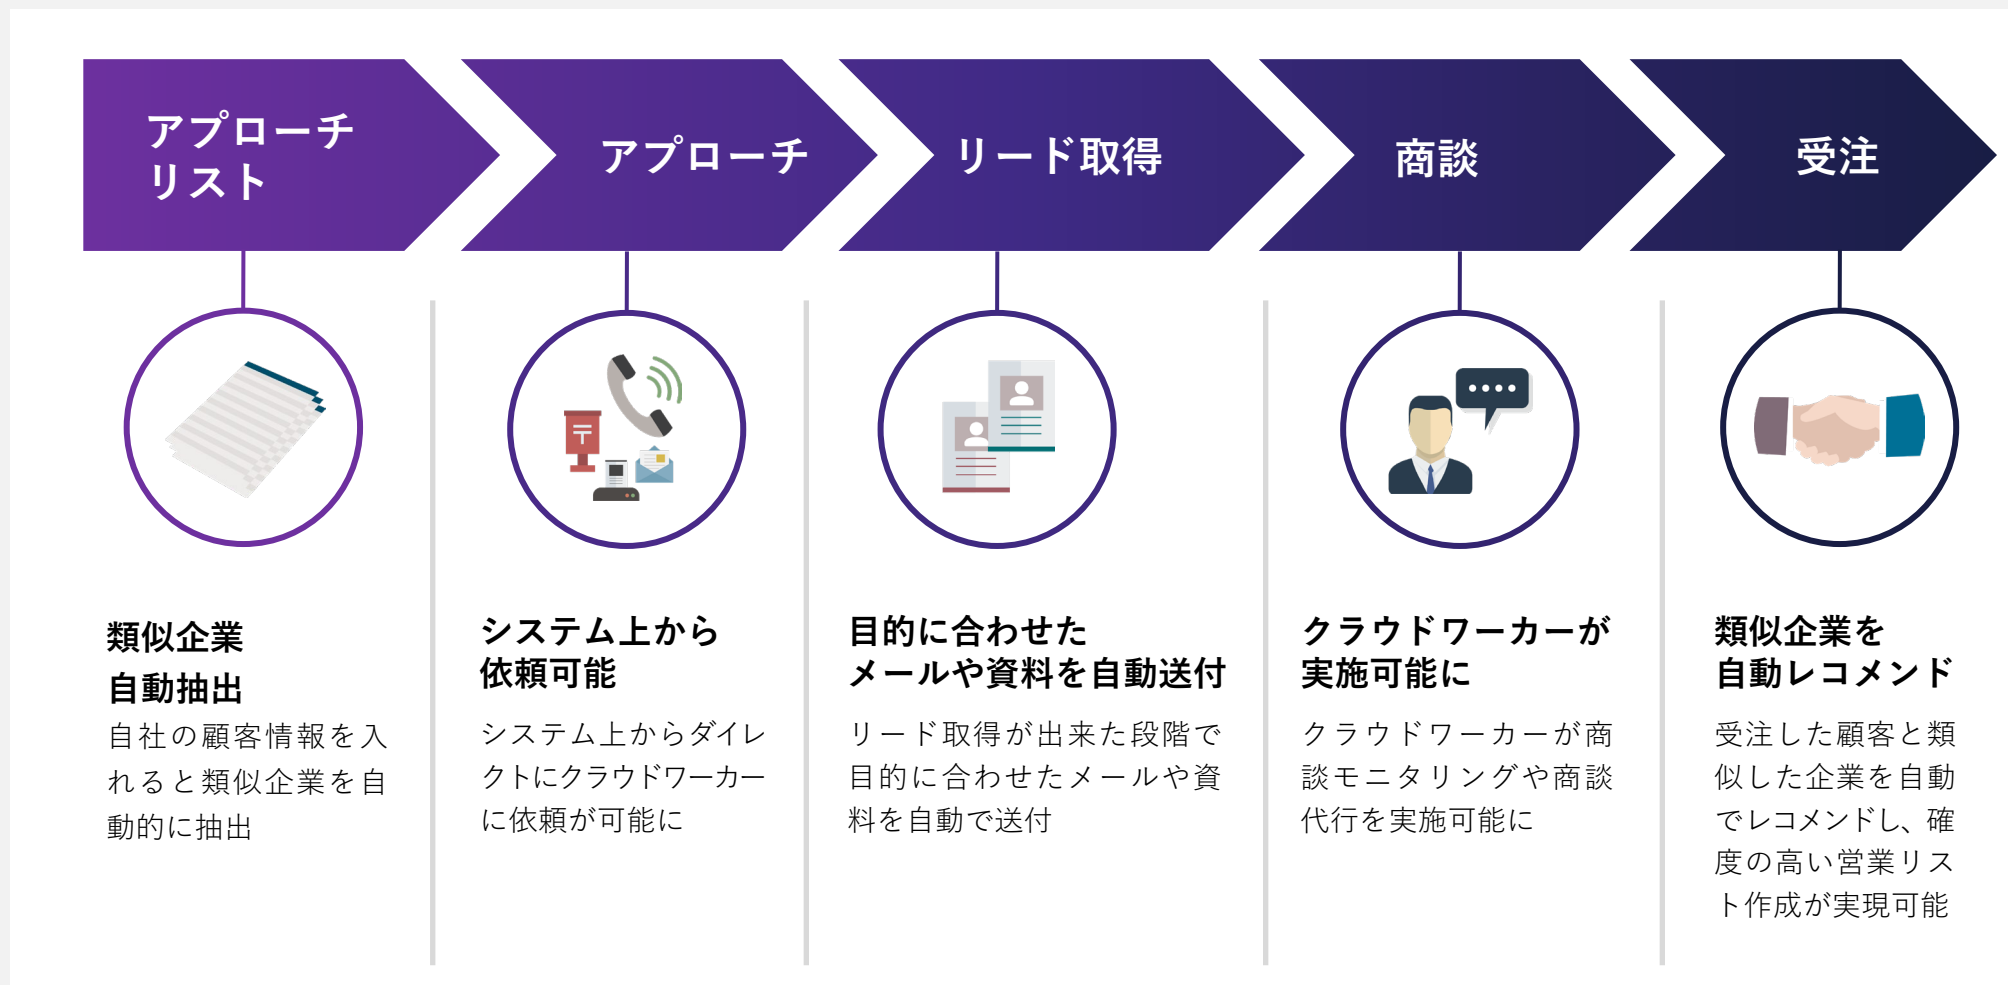 アプローチ
リスト
アプローチ
リード取得
商談
受注
類似企業
自動抽出
自社の顧客情報を入
れると類似企業を自
動的に抽出
システム上から
依頼可能
システム上からダイレ
クトにクラウドワーカー
に依頼が可能に
目的に合わせた
メールや資料を自動送付
リード取得が出来た段階で
目的に合わせたメールや資
料を自動で送付
クラウドワーカーが
実施可能に
クラウドワーカーが商
談モニタリングや商談
代行を実施可能に
類似企業を
自動レコメンド
受注した顧客と類
似した企業を自動
でレコメンドし、確
度の高い営業リス
ト作成が実現可能